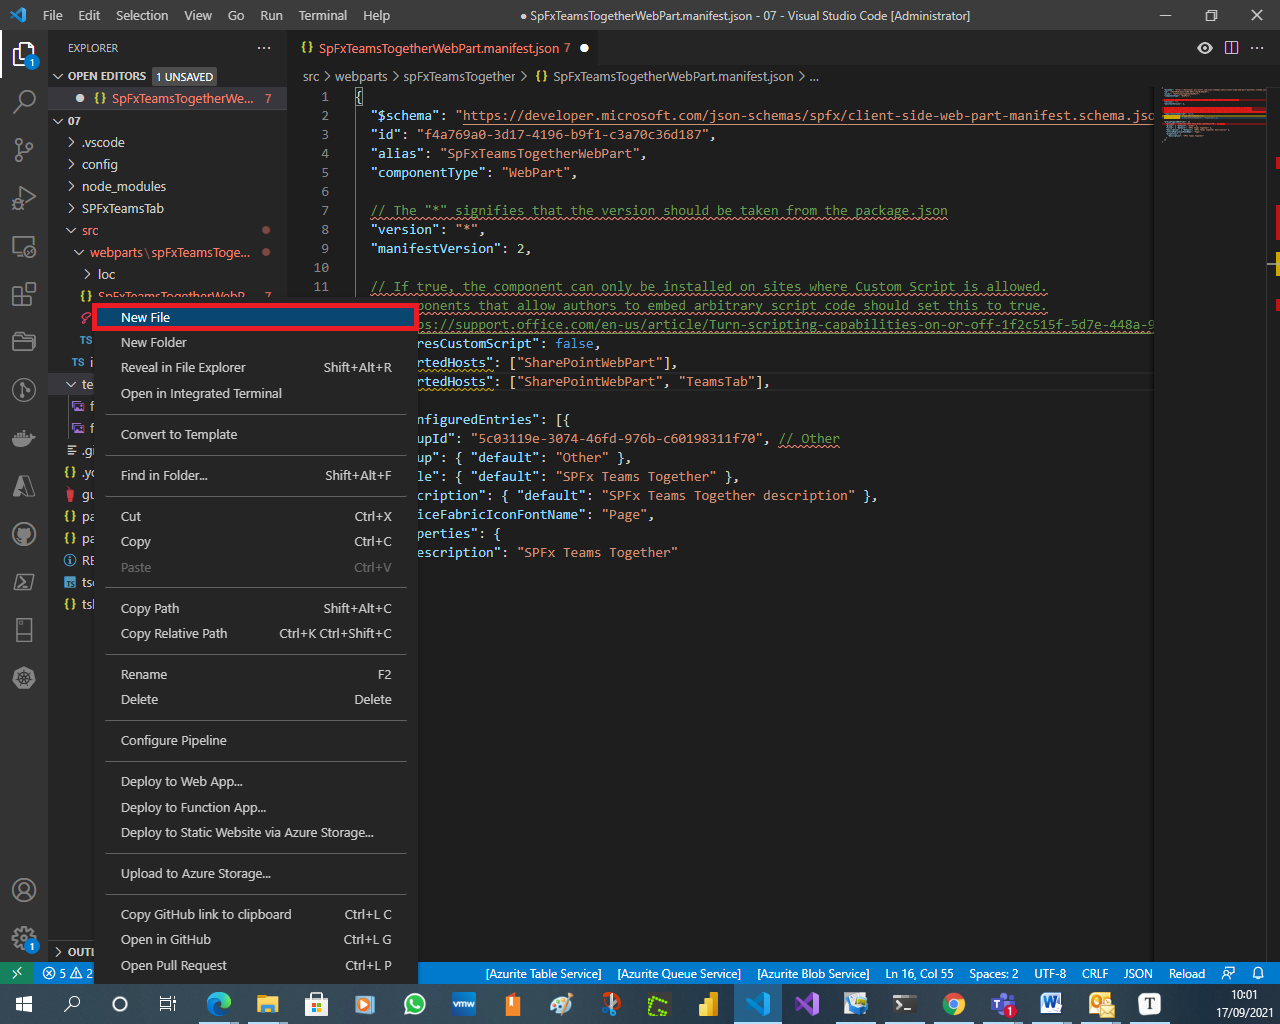 File Edit Selection View Go Run Terminal Help
● SpFxTeamsTogetherWebPart.manifest.json - 07 - Visual Studio Code [Administrator]
EXPLORER
OPEN EDITORS 1 UNSAVED
{} SpFxTeamsTogetherWe... 7
07
.vscode
config
node_modules
SPFxTeamsTab
src
webparts\spFxTeamsToge...
loc
{} SpFxTeamsTogetherWebP...
TS
TS i
te
f
f
.gi
{} .yo
gu
{} pa
{} pa
RE
TS tsc
{} tsl
OUTL
1
1
{} SpFxTeamsTogetherWebPart.manifest.json 7
src > webparts > spFxTeamsTogether > {} SpFxTeamsTogetherWebPart.manifest.json > ...
1 {
2 "$schema": "https://developer.microsoft.com/json-schemas/spfx/client-side-web-part-manifest.schema.jsc
3 "id": "f4a769a0-3d17-4196-b9f1-c3a70c36d187",
4 "alias": "SpFxTeamsTogetherWebPart",
5 "componentType": "WebPart",
6
7 // The "*" signifies that the version should be taken from the package.json
8 "version": "*",
9 "manifestVersion": 2,
10
11 // If true, the component can only be installed on sites where Custom Script is allowed.
ponents that allow authors to embed arbitrary script code should set this to true.
ps://support.office.com/en-us/article/Turn-scripting-capabilities-on-or-off-1f2c515f-5d7e-448a-9
resCustomScript": false,
rtedHosts": ["SharePointWebPart"],
rtedHosts": ["SharePointWebPart", "TeamsTab"],
nfiguredEntries": [{
upId": "5c03119e-3074-46fd-976b-c60198311f70", // Other
up": { "default": "Other" },
le": { "default": "SPFx Teams Together" },
cription": { "default": "SPFx Teams Together description" },
iceFabricIconFontName": "Page",
perties": {
escription": "SPFx Teams Together"
New File
New Folder
Reveal in File Explorer Shift+Alt+R
Open in Integrated Terminal
Convert to Template
Find in Folder... Shift+Alt+F
Cut Ctrl+X
Copy Ctrl+C
Paste Ctrl+V
Copy Path Shift+Alt+C
Copy Relative Path Ctrl+K Ctrl+Shift+C
Rename F2
Delete Delete
Configure Pipeline
Deploy to Web App...
Deploy to Function App...
Deploy to Static Website via Azure Storage...
Upload to Azure Storage...
Copy GitHub link to clipboard Ctrl+L C
Open in GitHub Ctrl+L G
Open Pull Request Ctrl+L P
5 2
[Azurite Table Service] [Azurite Queue Service] [Azurite Blob Service] Ln 16, Col 55 Spaces: 2 UTF-8 CRLF JSON Reload
vmw
1
T
10:01
17/09/2021